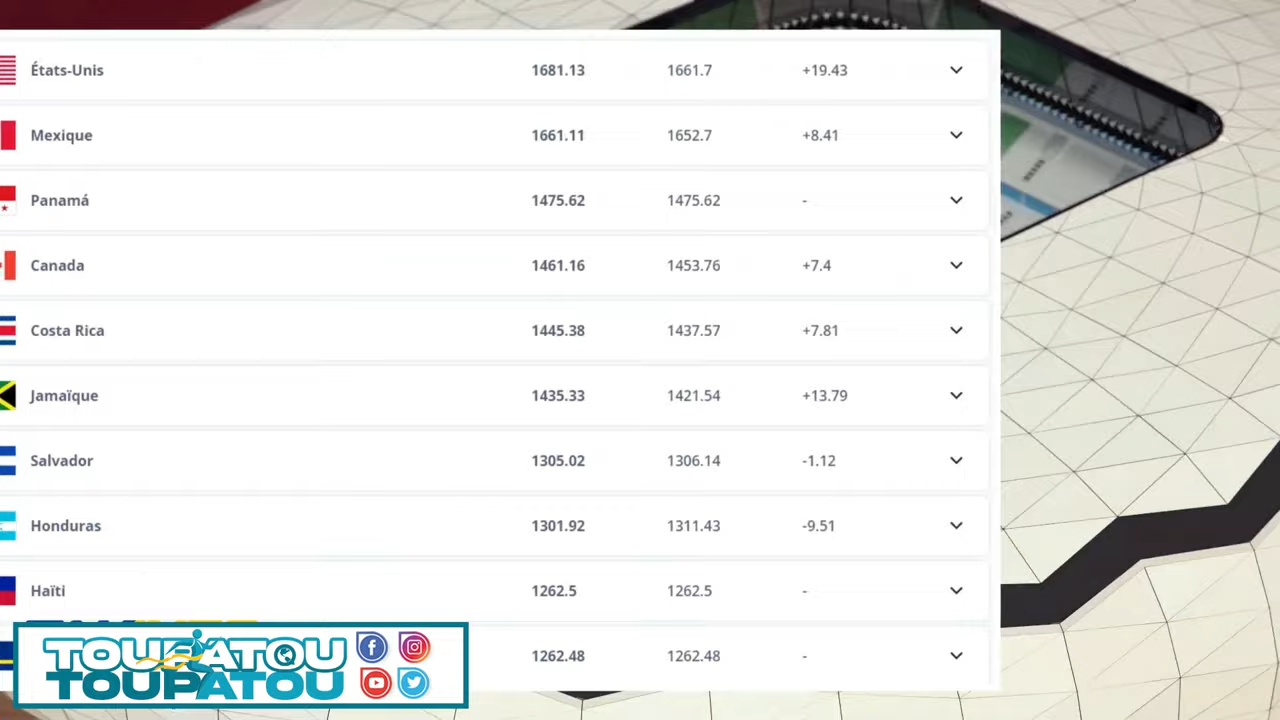 États-Unis 1681.13 1661.7 +19.43
Mexique 1661.11 1652.7 +8.41
Panamá 1475.62 1475.62 -
Canada 1461.16 1453.76 +7.4
Costa Rica 1445.38 1437.57 +7.81
Jamaïque 1435.33 1421.54 +13.79
Salvador 1305.02 1306.14 -1.12
Honduras 1301.92 1311.43 -9.51
Haïti 1262.5 1262.5 -
1262.48 1262.48 -
TOUPATOU
TOUPATOU